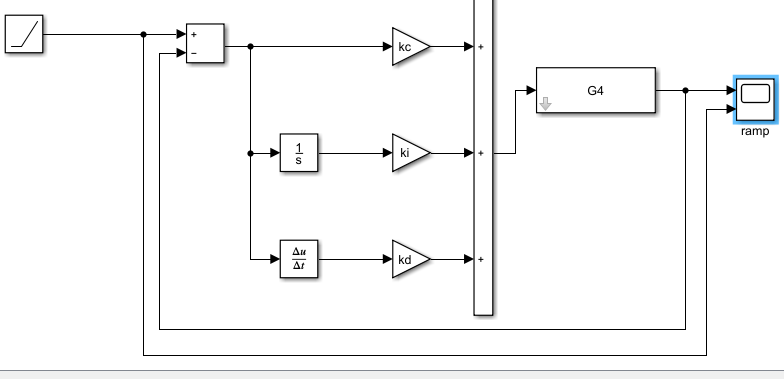 +
−
kc
+
G4
ramp
1
s
ki
+
Δu
Δt
kd
+